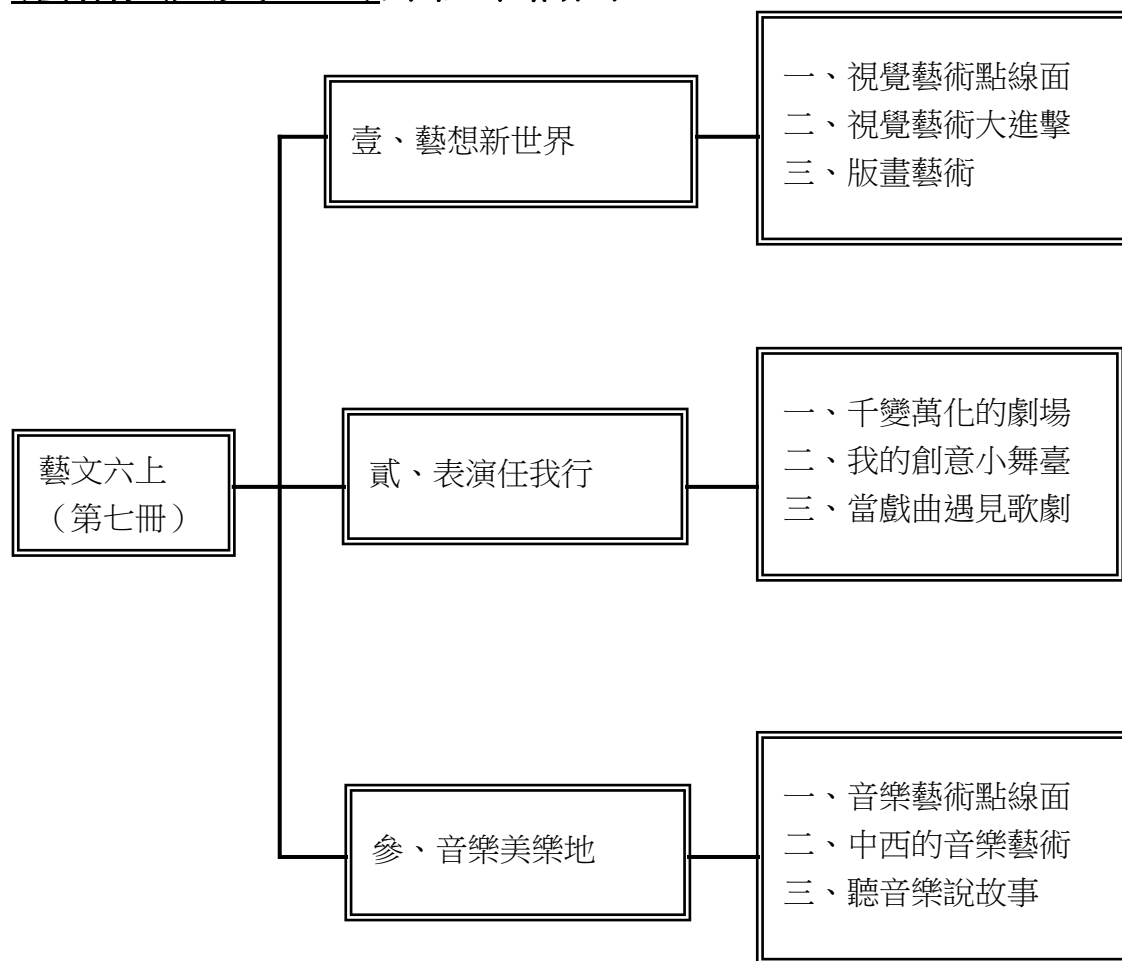 壹、藝想新世界
一、視覺藝術點線面
二、視覺藝術大進擊
三、版畫藝術
藝文六上
（第七冊）
貳、表演任我行
一、千變萬化的劇場
二、我的創意小舞臺
三、當戲曲遇見歌劇
參、音樂美樂地
一、音樂藝術點線面
二、中西的音樂藝術
三、聽音樂說故事